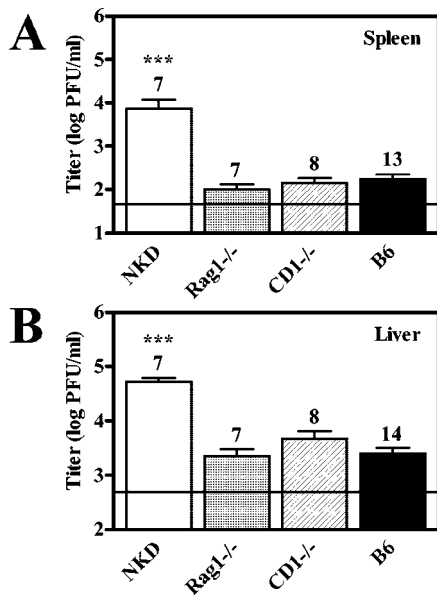 A
Spleen
Titer (log PFU/ml)
5
4
3
2
1
***
7
7
8
13
NKD
Rag1-/-
CD1-/-
B6
B
Liver
Titer (log PFU/ml)
6
5
4
3
2
***
7
7
8
14
NKD
Rag1-/-
CD1-/-
B6